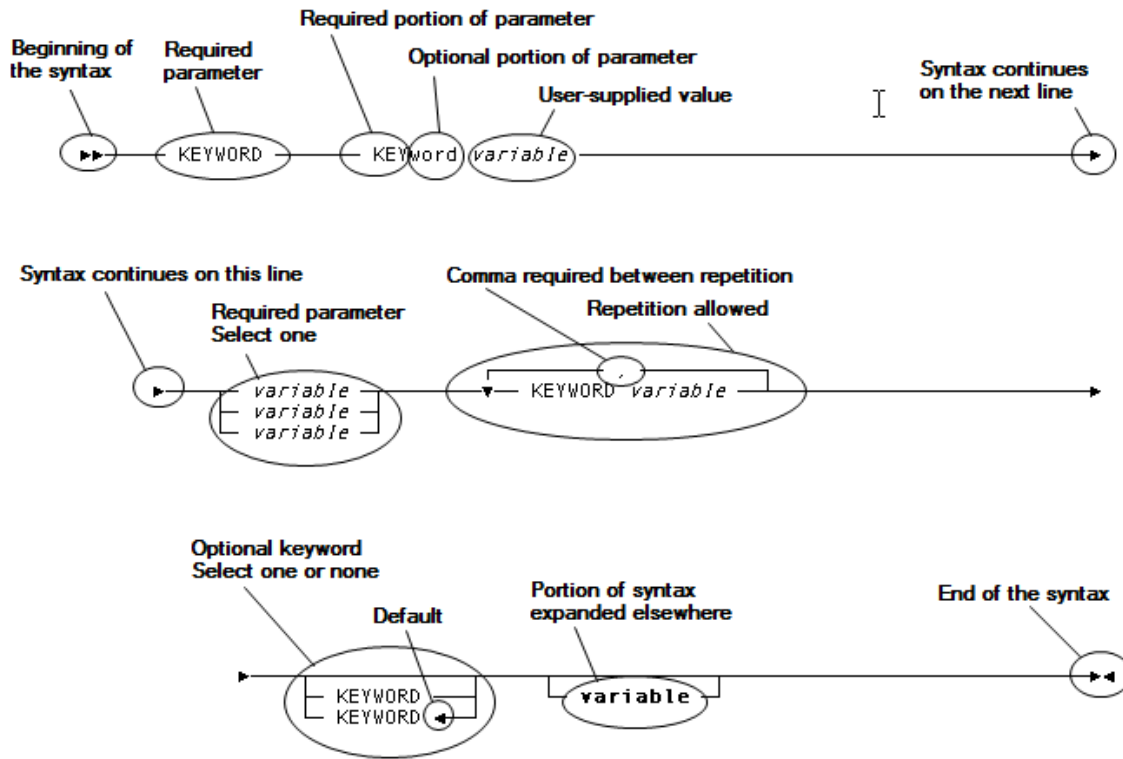 Required portion of parameter
Beginning of
the syntax
Required
parameter
Optional portion of parameter
User-supplied value
Syntax continues
on the next line
KEYWORD KEYword variable
Syntax continues on this line
Comma required between repetition
Required parameter
Select one
Repetition allowed
,
variable KEYWORD variable
variable
variable
Optional keyword
Select one or none
Default
Portion of syntax
expanded elsewhere
End of the syntax
KEYWORD variable
KEYWORD